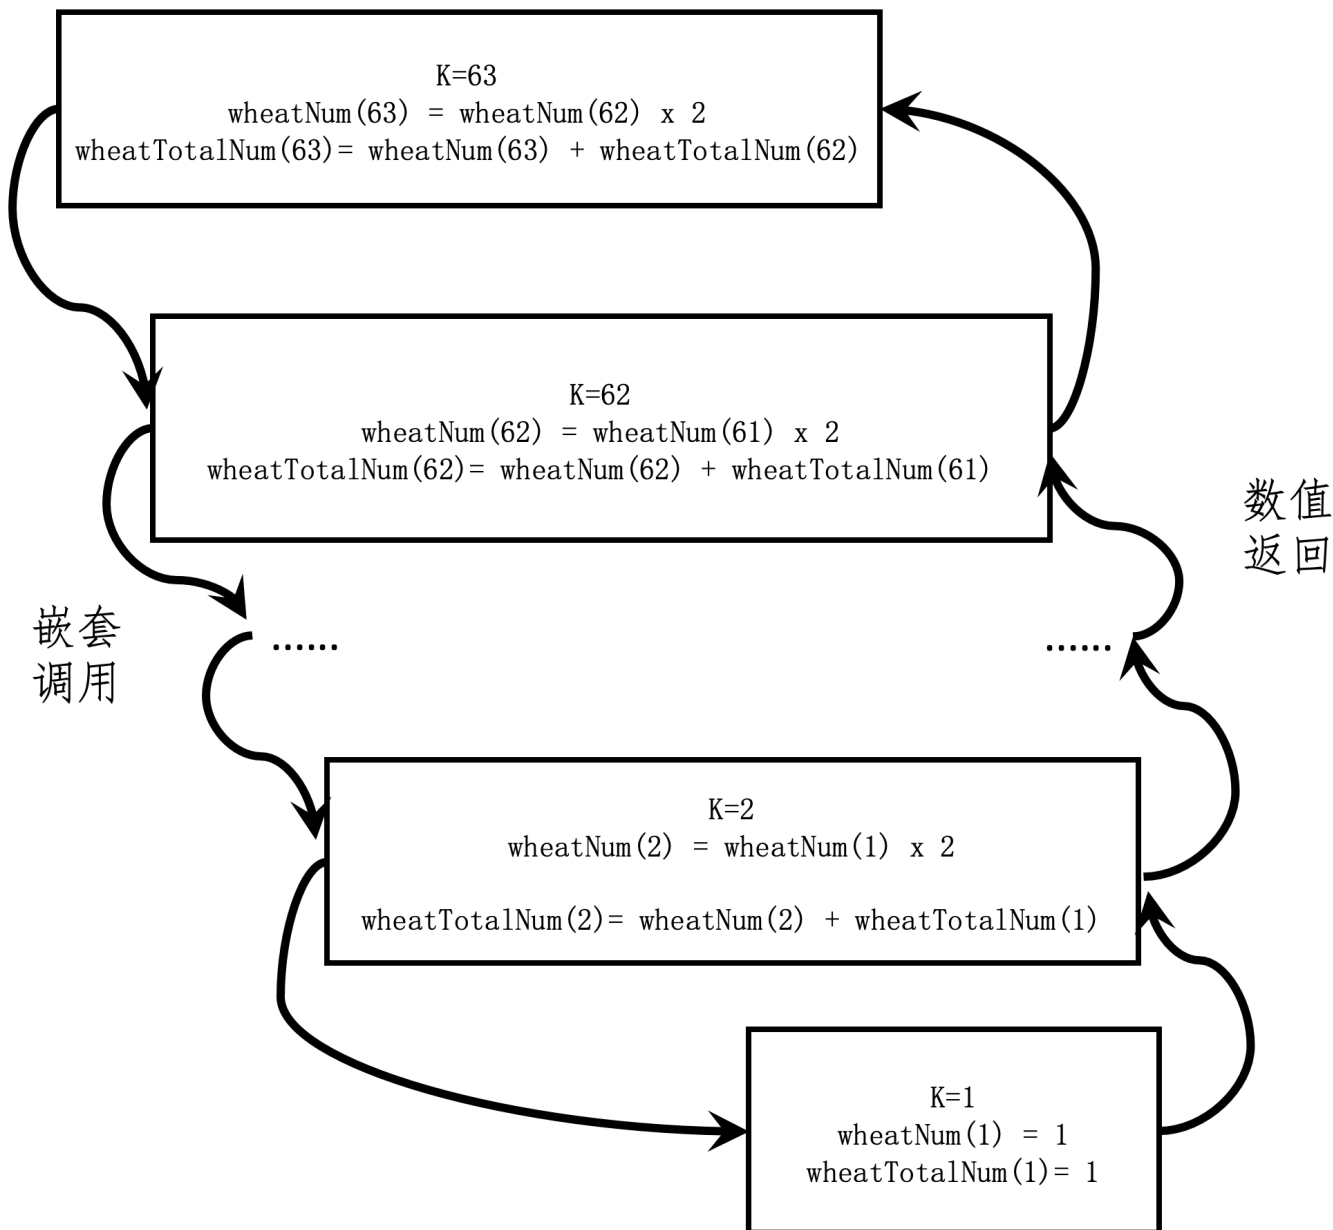 K=63
wheatNum(63) = wheatNum(62) x 2
wheatTotalNum(63)= wheatNum(63) + wheatTotalNum(62)
K=62
wheatNum(62) = wheatNum(61) x 2
wheatTotalNum(62)= wheatNum(62) + wheatTotalNum(61)
数值
返回
嵌套
调用
......
......
K=2
wheatNum(2) = wheatNum(1) x 2
wheatTotalNum(2)= wheatNum(2) + wheatTotalNum(1)
K=1
wheatNum(1) = 1
wheatTotalNum(1)= 1